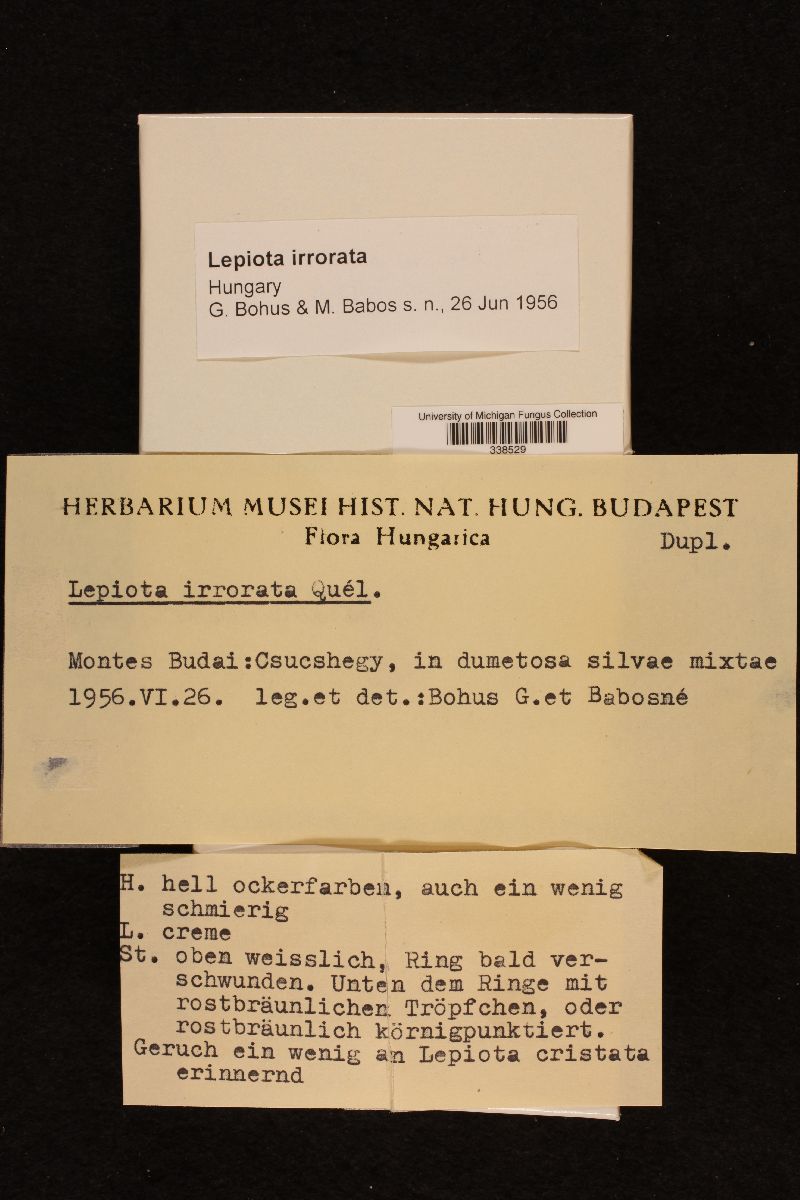 Lepiota irrorata
Hungary
G. Bohus & M. Babos s. n., 26 Jun 1956
University of Michigan Fungus Collection
338529
HERBARIUM MUSEI HIST. NAT. HUNG. BUDAPEST
Flora Hungarica
Dupl.
Lepiota irrorata Quél.
Montes Budai:Csucshegy, in dumetosa silvae mixtae
1956.VI.26. leg.et det.:Bohus G.et Babosné
H. hell ockerfarben, auch ein wenig
schmierig
L. creme
St. oben weisslich, Ring bald ver-
schwunden. Unten dem Ringe mit
rostbräunlichen Tröpfchen, oder
rostbräunlich körnigpunktiert.
Geruch ein wenig an Lepiota cristata
erinnernd